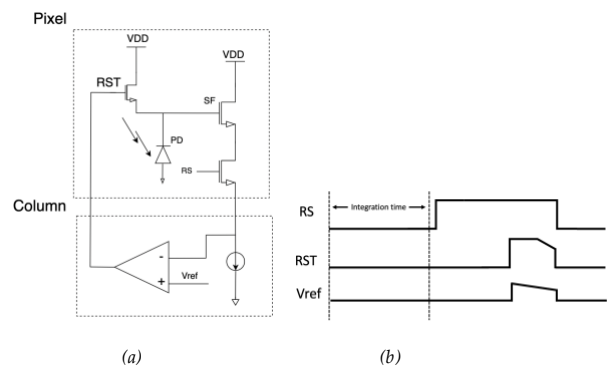 Pixel
VDD
VDD
RST
SF
PD
RS
Column
-
+
Vref
Integration time
RS
RST
Vref
(a)
(b)